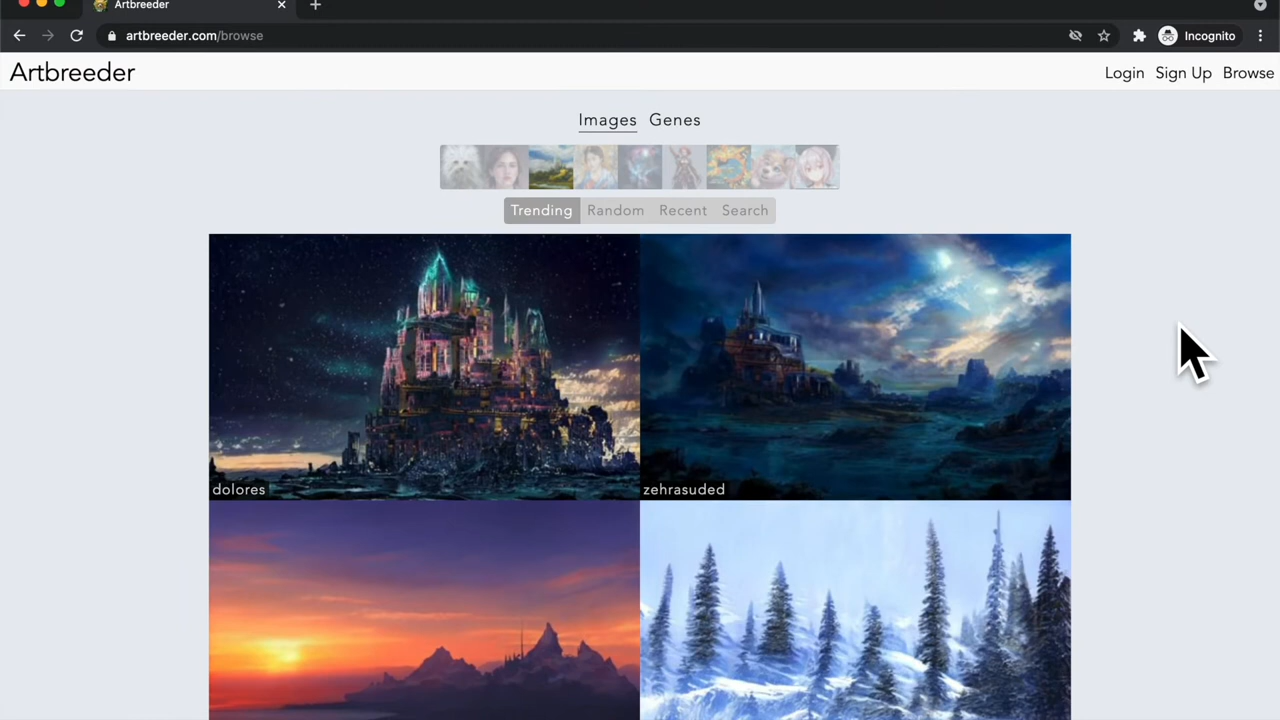 Artbreeder
artbreeder.com/browse
Incognito
Artbreeder
Login Sign Up Browse
Images Genes
Trending Random Recent Search
dolores
zehrasuded